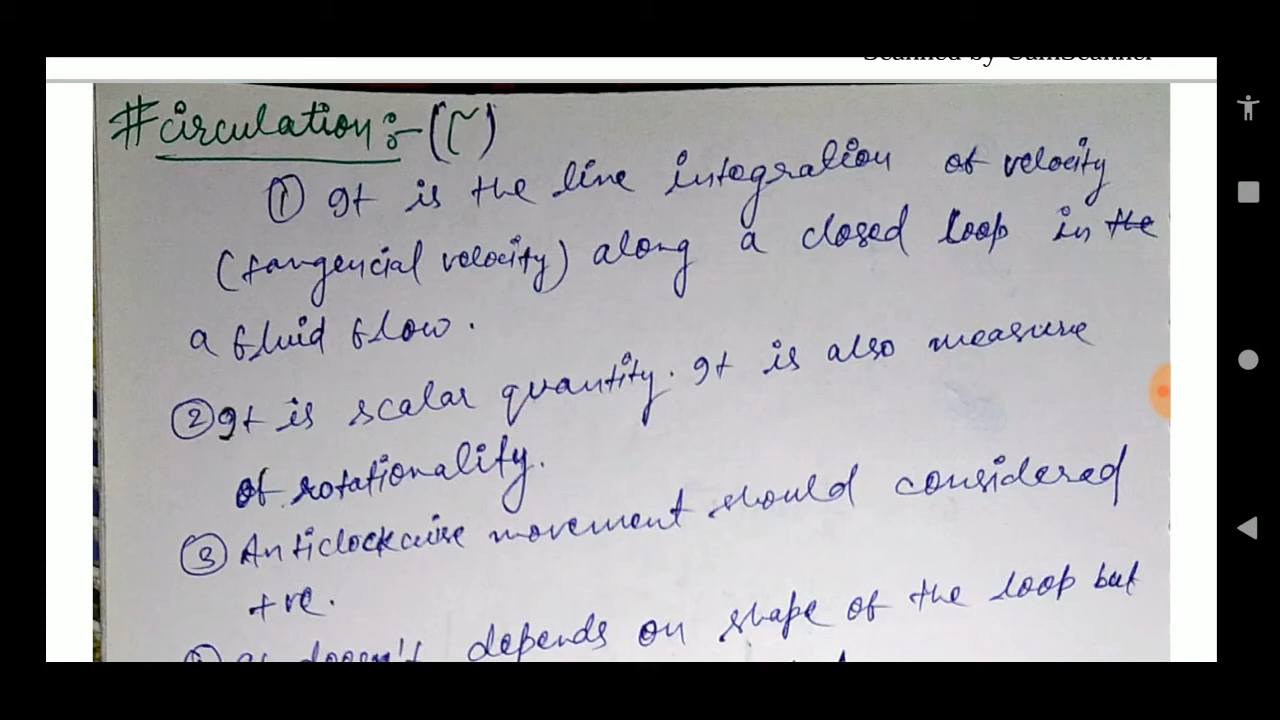 Scanned by CamScanner
#circulation:-(Γ)
① It is the line integration of velocity
(tangencial velocity) along a closed loop in the
a fluid flow.
② It is scalar quantity. It is also measure
of rotationality.
③ Anticlockwise movement should considered
+ve.
It doesn't depends on shape of the loop but